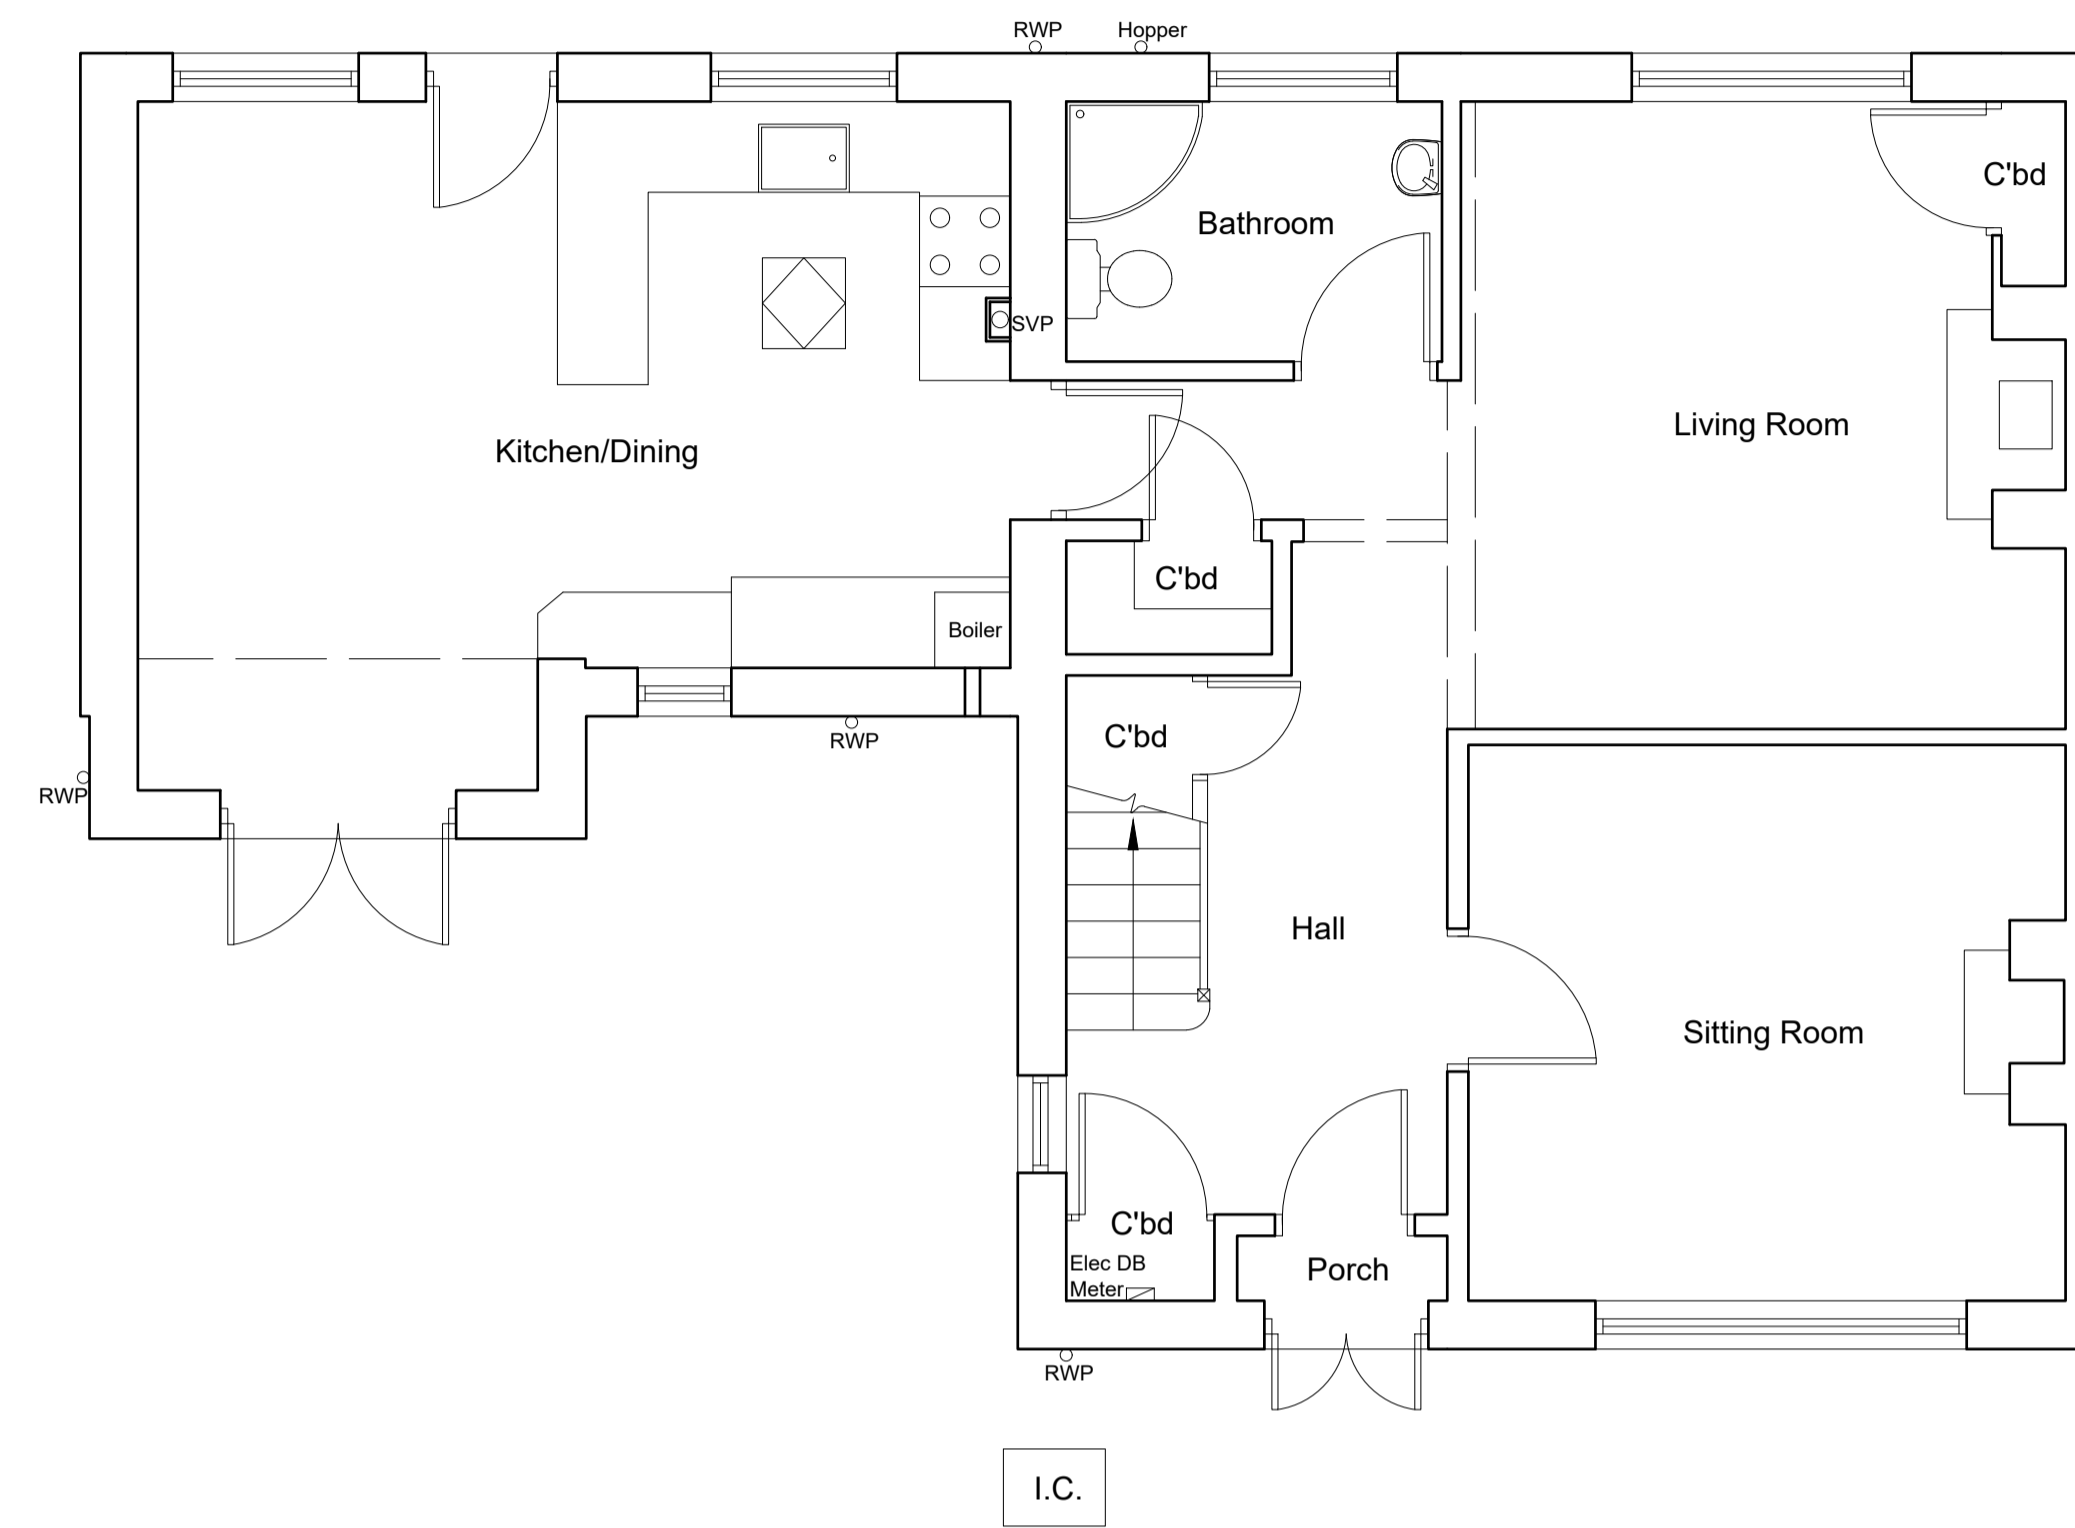 RWP
Hopper
C'bd
Bathroom
SVP
Living Room
Kitchen/Dining
C'bd
Boiler
C'bd
RWP
RWP
Hall
Sitting Room
C'bd
Elec DB
Meter
Porch
RWP
I.C.